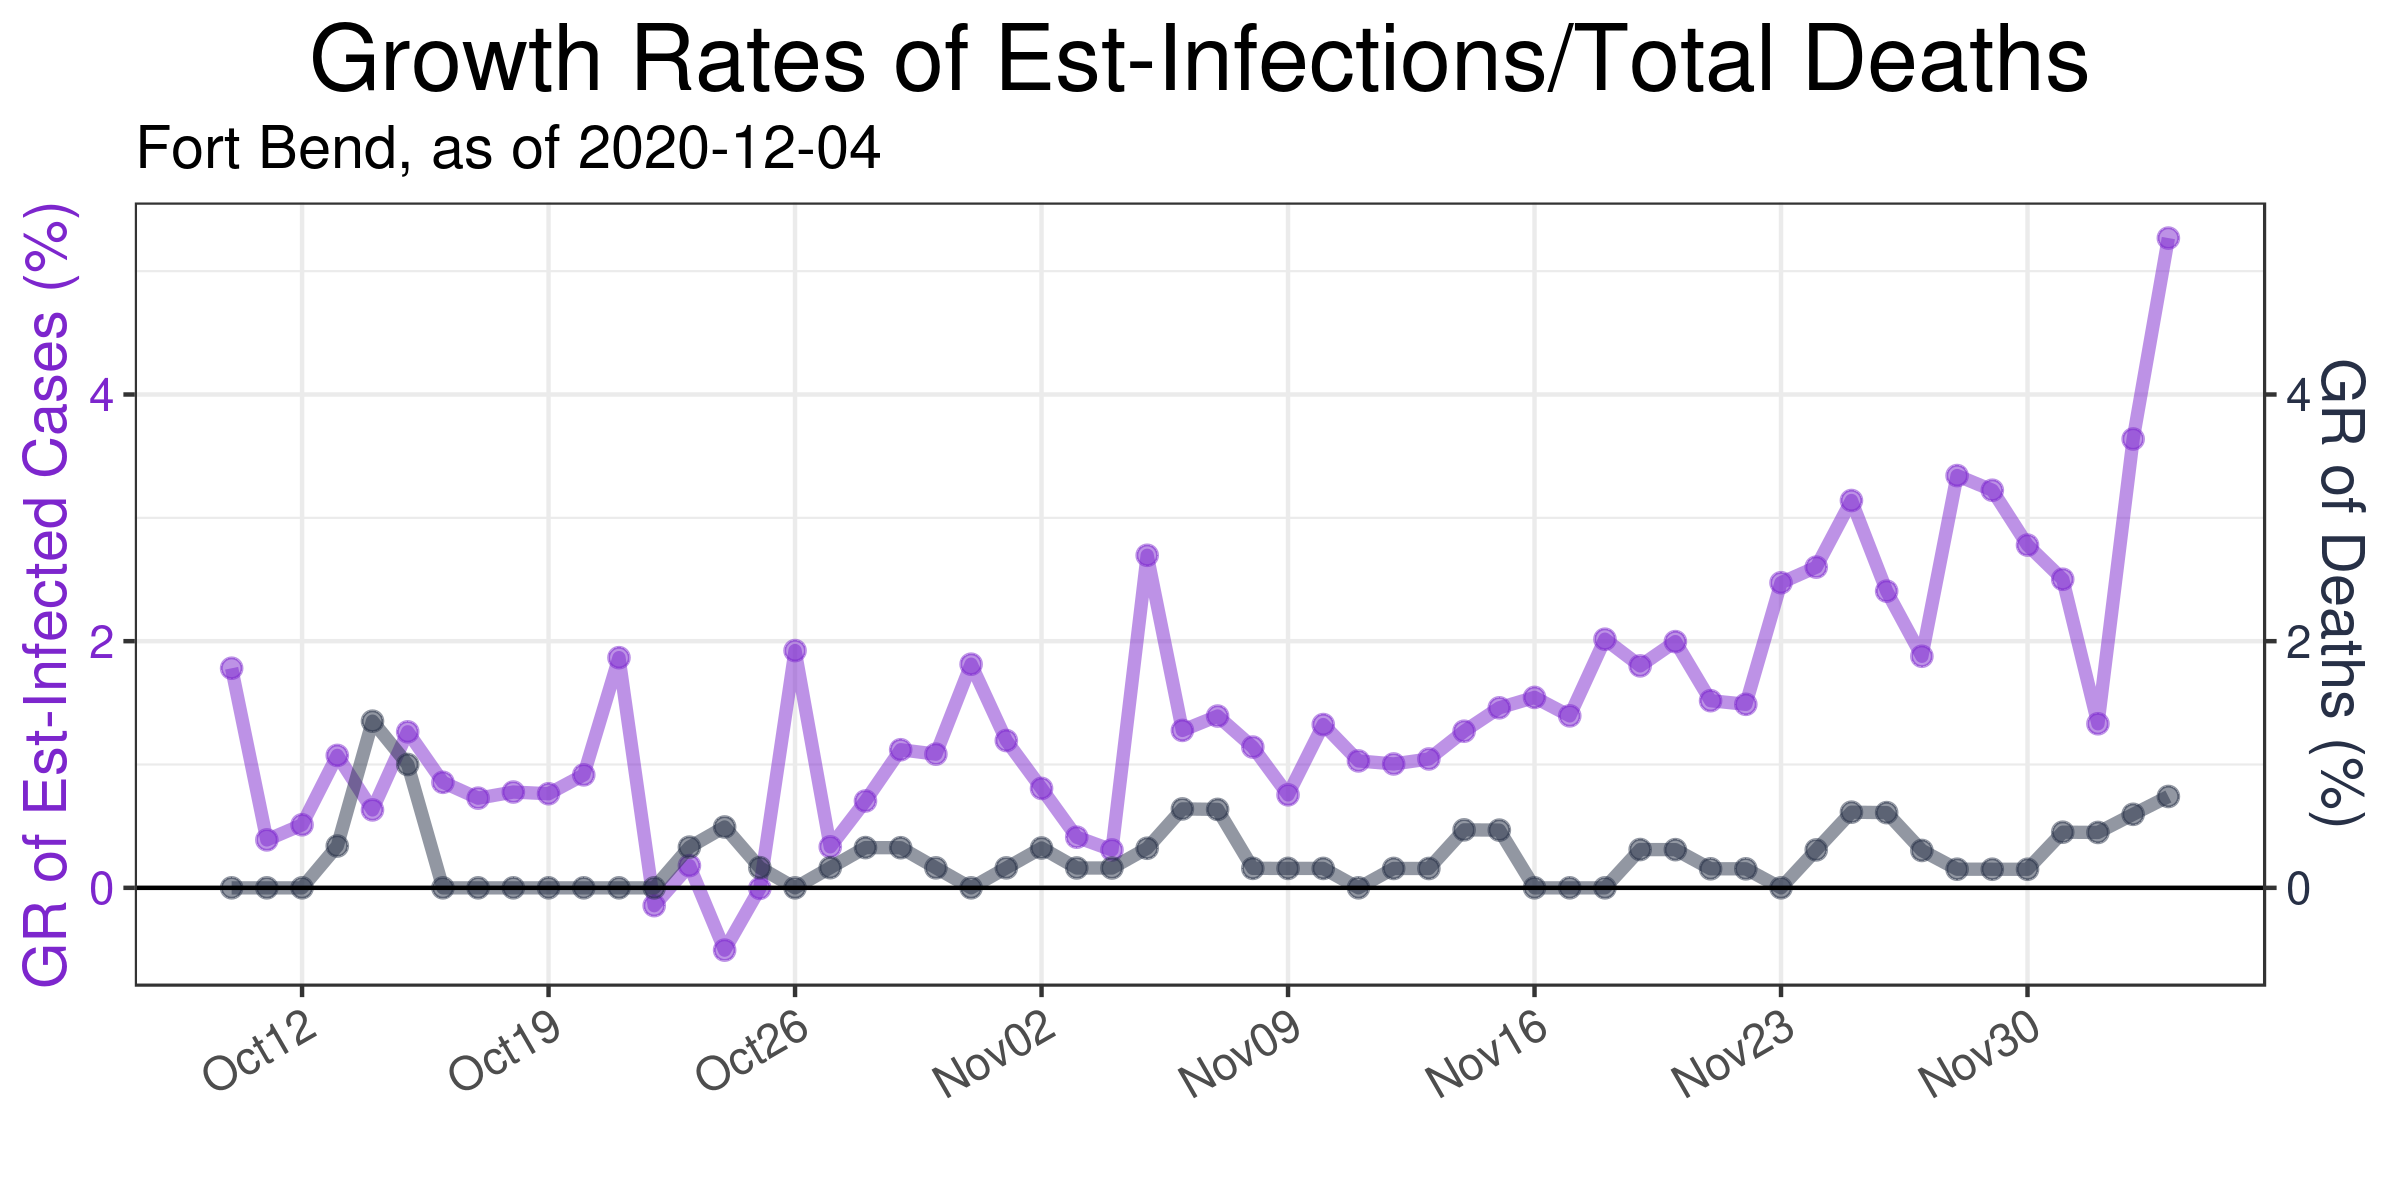 Growth Rates of Est-Infections/Total Deaths
Fort Bend, as of 2020-12-04
GR of Est-Infected Cases (%)
4
2
0
4
2
0
GR of Deaths (%)
Oct12
Oct19
Oct26
Nov02
Nov09
Nov16
Nov23
Nov30